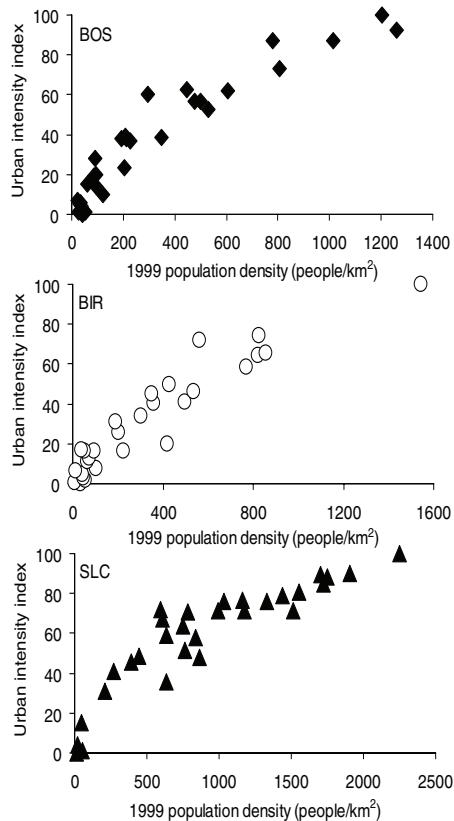 100
BOS
80
60
40
20
0
0 200 400 600 800 1000 1200 1400
Urban intensity index
1999 population density (people/km²)
100
BIR
80
60
40
20
0
0 400 800 1200 1600
Urban intensity index
1999 population density (people/km²)
100
SLC
80
60
40
20
0
0 500 1000 1500 2000 2500
Urban intensity index
1999 population density (people/km²)